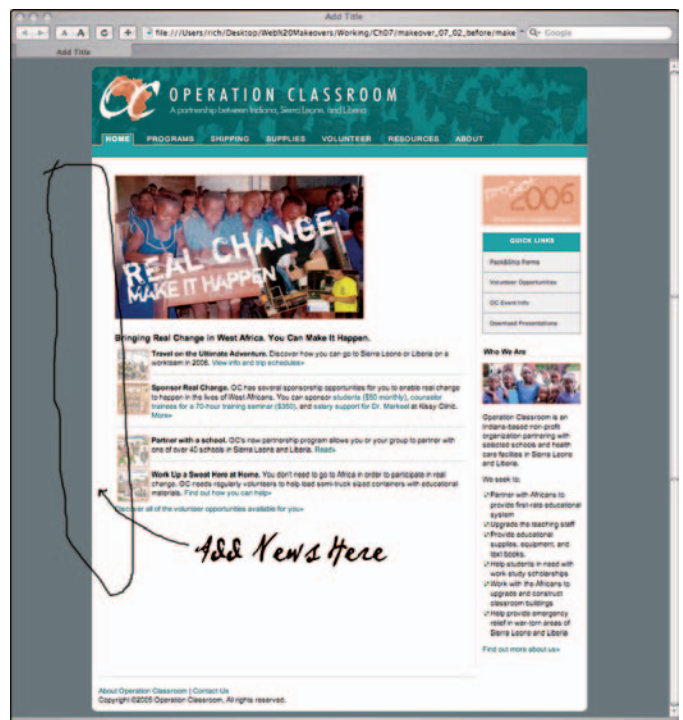 Add Title
file:///Users/rich/Desktop/Web%20Makeovers/Working/Ch07/makeover_07_02_before/make
Google
Add Title
OC OPERATION CLASSROOM
A partnership between Indiana, Sierra Leone, and Liberia
HOME PROGRAMS SHIPPING SUPPLIES VOLUNTEER RESOURCES ABOUT
REAL CHANGE
MAKE IT HAPPEN
Bringing Real Change in West Africa. You Can Make It Happen.
Travel on the Ultimate Adventure. Discover how you can go to Sierra Leone or Liberia on a
workteam in 2006. View info and trip schedules»
Sponsor Real Change. OC has several sponsorship opportunities for you to enable real change
to happen in the lives of West Africans. You can sponsor students ($50 monthly), counselor
trainees for a 70-hour training seminar ($350), and salary support for Dr. Markeel at Kissy Clinic.
More»
Partner with a school. OC's new partnership program allows you or your group to partner with
one of over 40 schools in Sierra Leone and Liberia. Read»
Work Up a Sweat Here at Home. You don't need to go to Africa in order to participate in real
change. OC needs regularly volunteers to help load semi-truck sized containers with educational
materials. Find out how you can help»
Discover all of the volunteer opportunities available for you»
Add News Here
2006
QUICK LINKS
Pack&Ship Forms
Volunteer Opportunities
OC Event Info
Download Presentations
Who We Are
Operation Classroom is an
Indiana-based non-profit
organization partnering with
selected schools and health
care facilities in Sierra Leone
and Liberia.
We seek to:
Partner with Africans to
provide first-rate educational
system
Upgrade the teaching staff
Provide educational
supplies, equipment, and
text books.
Help students in need with
work study scholarships
Work with the Africans to
upgrade and construct
classroom buildings
Help provide emergency
relief in war-torn areas of
Sierra Leone and Liberia
Find out more about us»
About Operation Classroom | Contact Us
Copyright ©2005 Operation Classroom, All rights reserved.